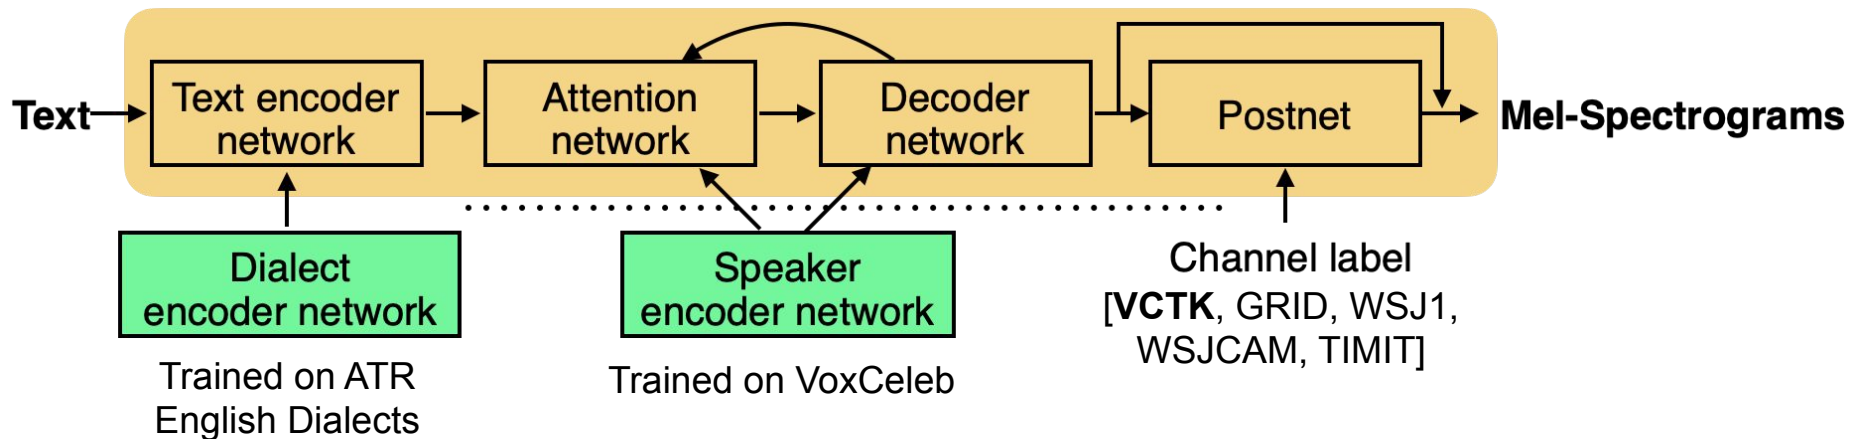 Text
Text encoder
network
Attention
network
Decoder
network
Postnet
Mel-Spectrograms
Dialect
encoder network
Trained on ATR
English Dialects
Speaker
encoder network
Trained on VoxCeleb
Channel label
[VCTK, GRID, WSJ1,
WSJCAM, TIMIT]